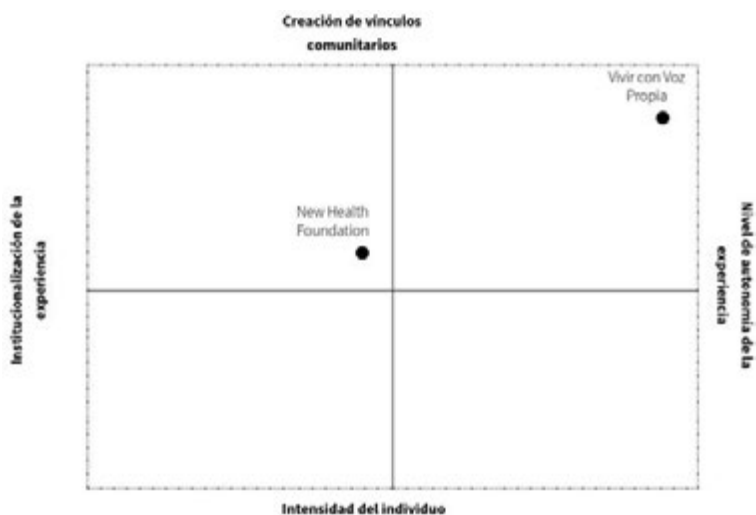 Creación de vínculos
comunitarios
Vivir con Voz
Propia
New Health
Foundation
Institucionalización de la
experiencia
Nivel de autonomía de la
experiencia
Intensidad del individuo